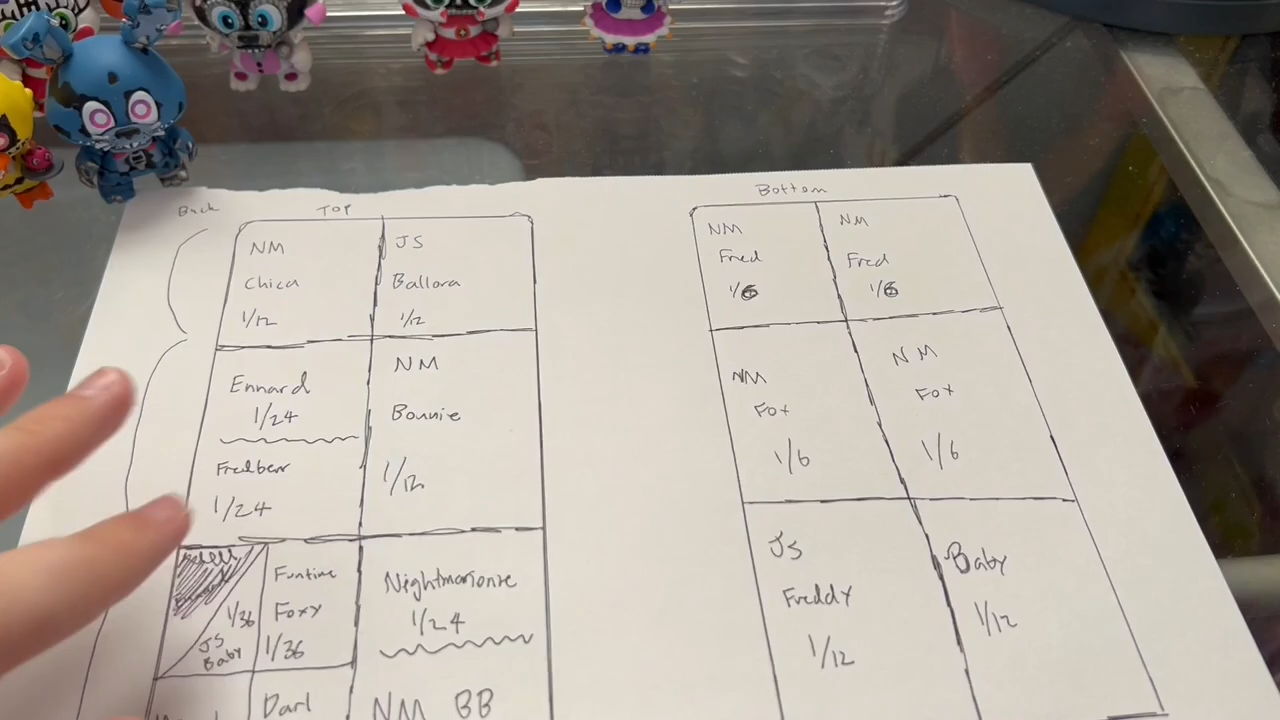 Back
TOP
NM
Chica
1/12
JS
Ballora
1/12
Ennard
1/24
Fredbear
1/24
NM
Bonnie
1/12
1/36
JS
Baby
Funtime
Foxy
1/36
Nightmarionne
1/24
NM BB
Bottom
NM
Fred
1/6
NM
Fred
1/6
NM
Fox
1/6
NM
Fox
1/6
JS
Freddy
1/12
Baby
1/12